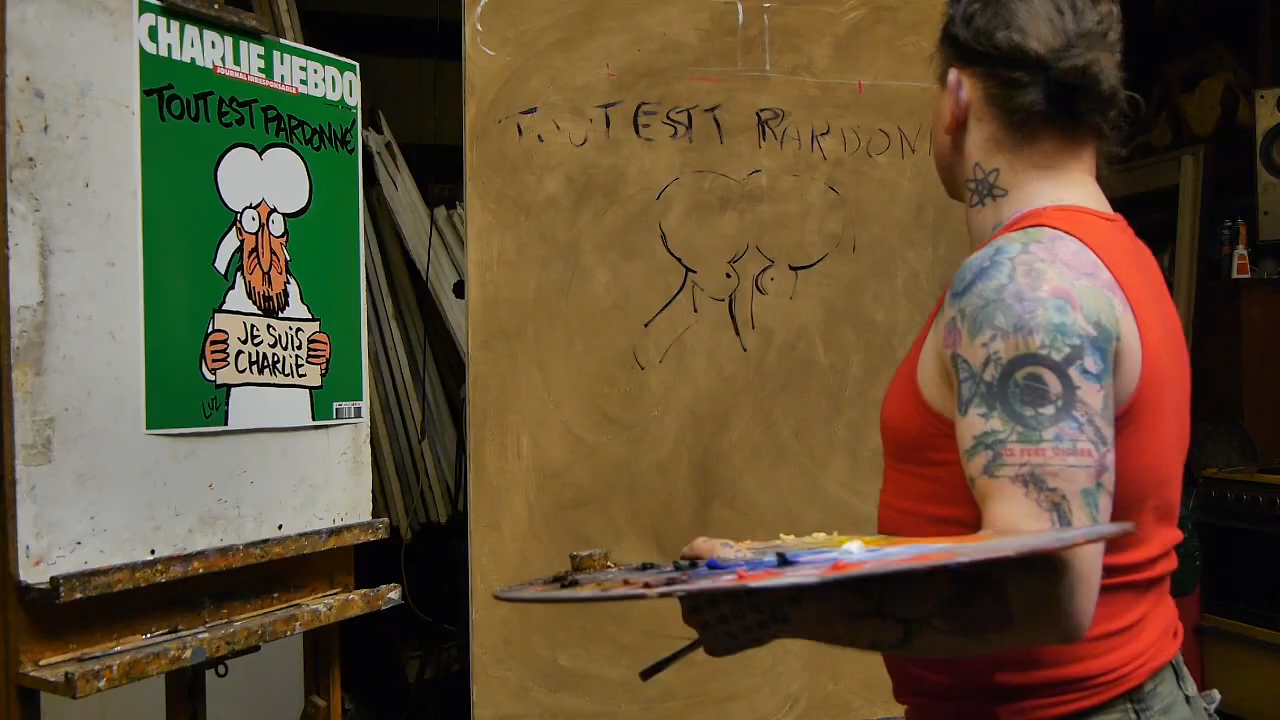 CHARLIE HEBDO
JOURNAL IRRESPONSABLE
TOUT EST PARDONNÉ
JE SUIS
CHARLIE
LUZ
TOUT EST PARDON